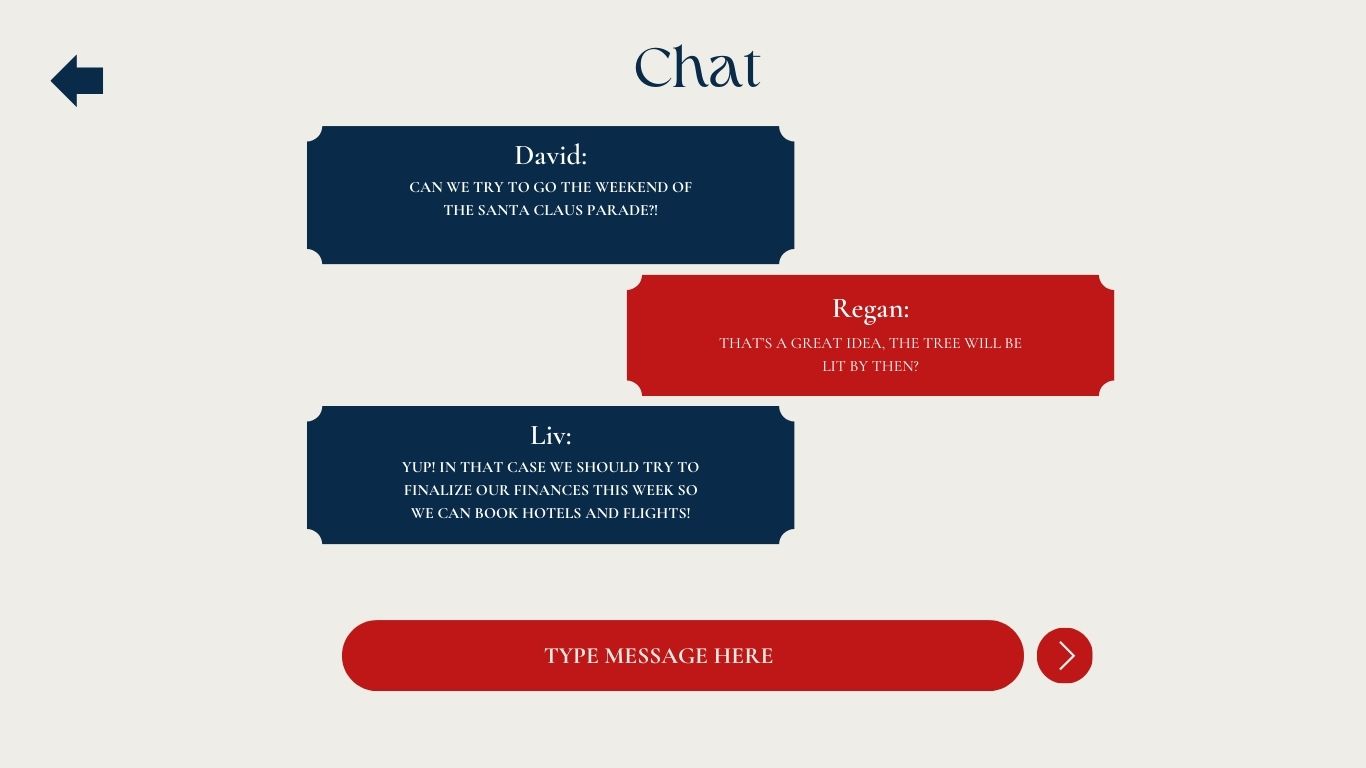 Chat
David:
CAN WE TRY TO GO THE WEEKEND OF
THE SANTA CLAUS PARADE?!
Regan:
THAT'S A GREAT IDEA, THE TREE WILL BE
LIT BY THEN?
Liv:
YUP! IN THAT CASE WE SHOULD TRY TO
FINALIZE OUR FINANCES THIS WEEK SO
WE CAN BOOK HOTELS AND FLIGHTS!
TYPE MESSAGE HERE